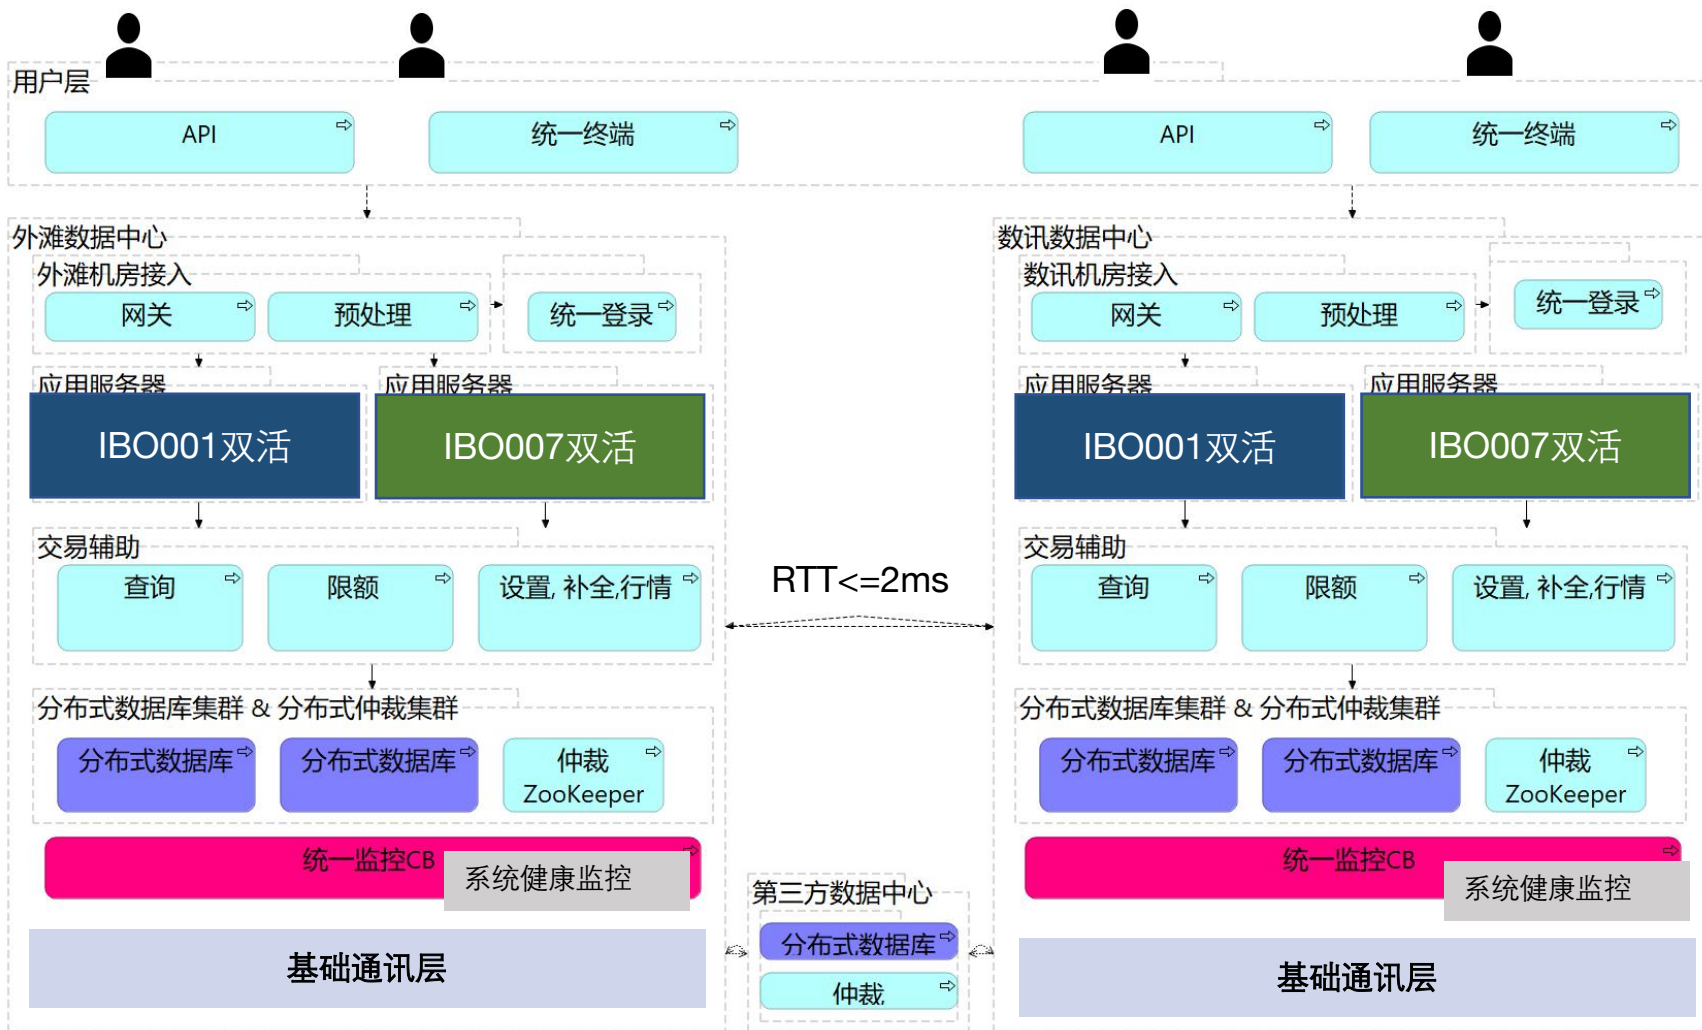 用户层
API
统一终端
API
统一终端
外滩数据中心
外滩机房接入
网关
预处理
统一登录
应用服务器
应用服务器
IBO001双活
IBO007双活
交易辅助
查询
限额
设置, 补全,行情
分布式数据库集群 & 分布式仲裁集群
分布式数据库
分布式数据库
仲裁
ZooKeeper
统一监控CB
系统健康监控
基础通讯层
RTT<=2ms
第三方数据中心
分布式数据库
仲裁
数讯数据中心
数讯机房接入
网关
预处理
统一登录
应用服务器
应用服务器
IBO001双活
IBO007双活
交易辅助
查询
限额
设置, 补全,行情
分布式数据库集群 & 分布式仲裁集群
分布式数据库
分布式数据库
仲裁
ZooKeeper
统一监控CB
系统健康监控
基础通讯层